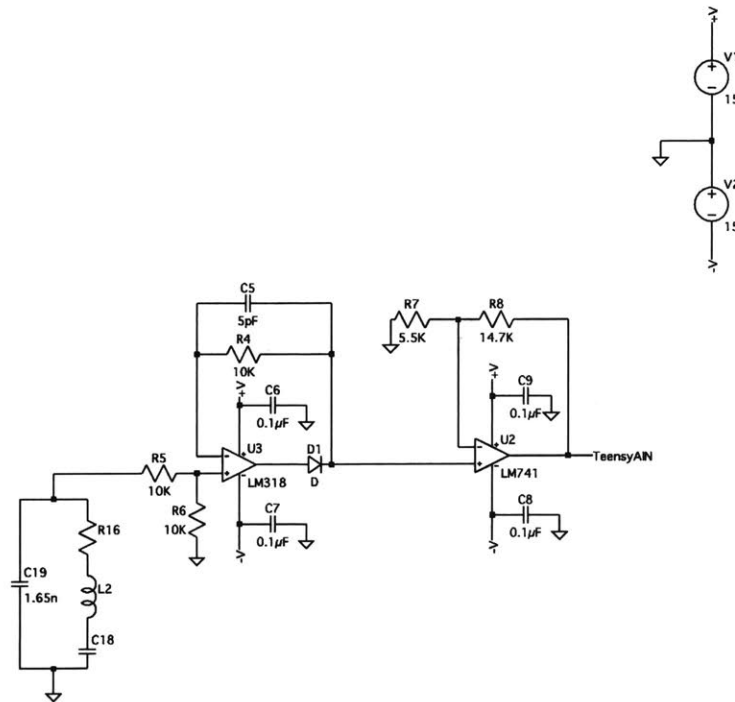 +V
V1
15
V2
15
-V
C5
5pF
R4
10K
R7
5.5K
R8
14.7K
+V
C6
0.1µF
+V
C9
0.1µF
U3
D1
U2
LM318
D
LM741
TeensyAIN
R5
10K
R6
10K
C7
0.1µF
-V
C8
0.1µF
-V
R16
C19
1.65n
L2
C18